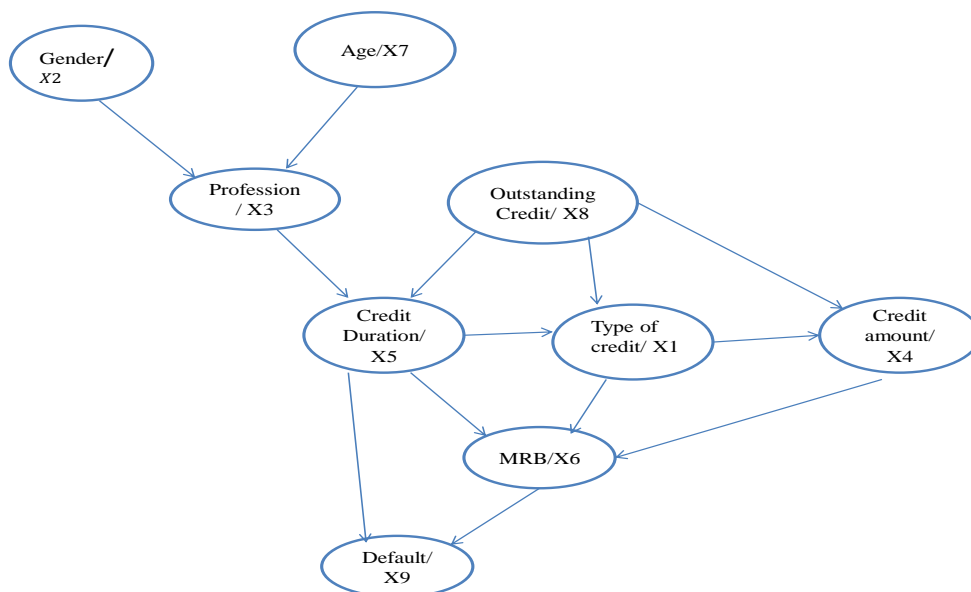 Gender/
X2
Age/X7
Profession
/ X3
Outstanding
Credit/ X8
Credit
Duration/
X5
Type of
credit/ X1
Credit
amount/
X4
MRB/X6
Default/
X9